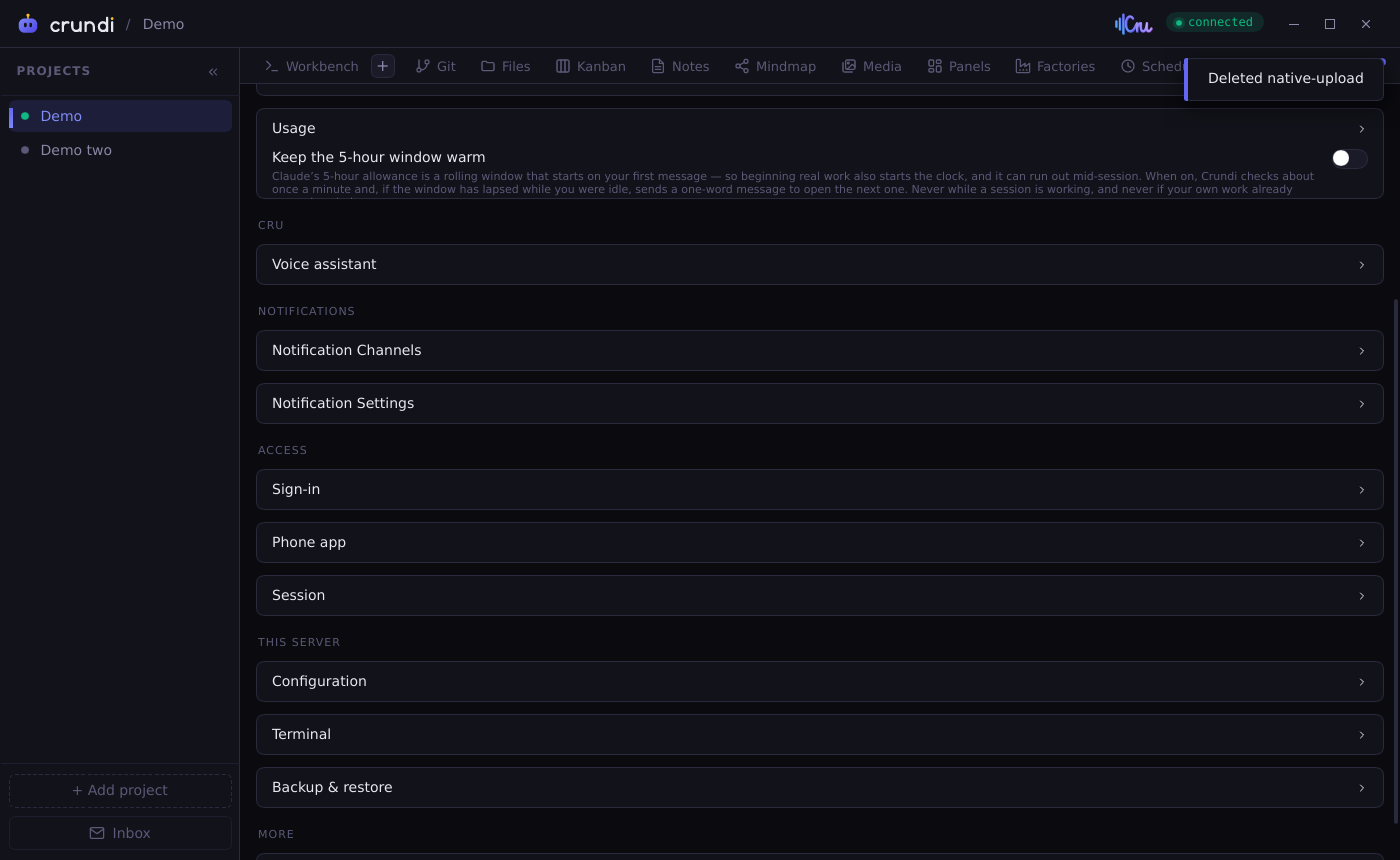 crundi / Demo
Cru
connected
PROJECTS
Demo
Demo two
+ Add project
Inbox
Workbench
Git
Files
Kanban
Notes
Mindmap
Media
Panels
Factories
Deleted native-upload
Usage
Keep the 5-hour window warm
Claude's 5-hour allowance is a rolling window that starts on your first message — so beginning real work also starts the clock, and it can run out mid-session. When on, Crundi checks about
once a minute and, if the window has lapsed while you were idle, sends a one-word message to open the next one. Never while a session is working, and never if your own work already
CRU
Voice assistant
NOTIFICATIONS
Notification Channels
Notification Settings
ACCESS
Sign-in
Phone app
Session
THIS SERVER
Configuration
Terminal
Backup & restore
MORE